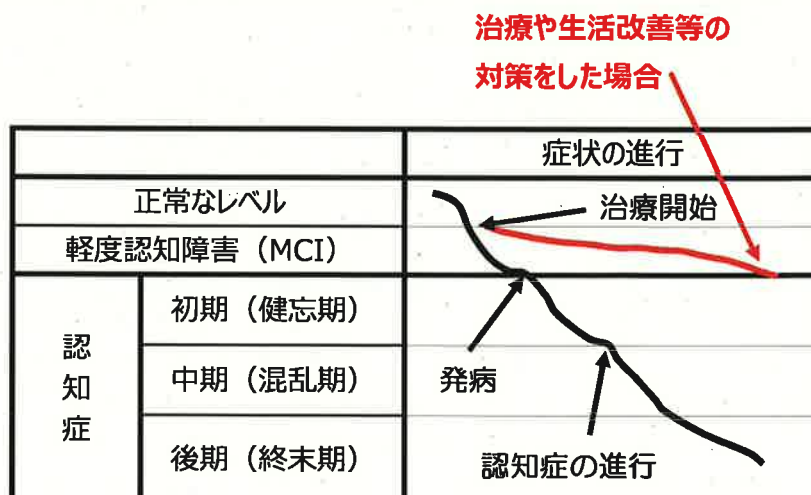 治療や生活改善等の
対策をした場合
症状の進行
正常なレベル
治療開始
軽度認知障害（MCI）
認知症
初期（健忘期）
中期（混乱期）
発病
後期（終末期）
認知症の進行